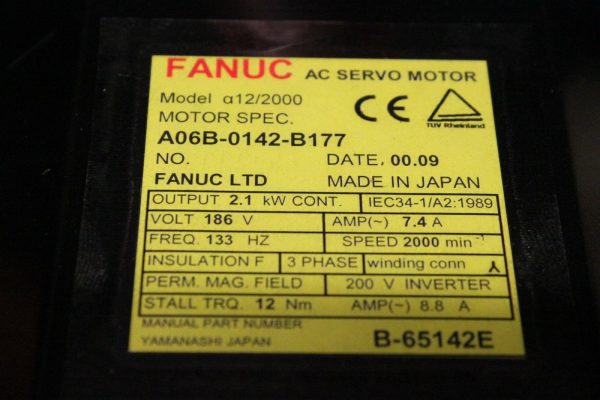 FANUC AC SERVO MOTOR
Model α12/2000
MOTOR SPEC.
CE
TÜV Rheinland
A06B-0142-B177
NO. DATE. 00.09
FANUC LTD MADE IN JAPAN
OUTPUT 2.1 kW CONT. IEC34-1/A2:1989
VOLT 186 V AMP(~) 7.4 A
FREQ. 133 HZ SPEED 2000 min⁻¹
INSULATION F 3 PHASE winding conn
PERM. MAG. FIELD 200 V INVERTER
STALL TRQ. 12 Nm AMP(~) 8.8 A
MANUAL PART NUMBER
YAMANASHI JAPAN B-65142E